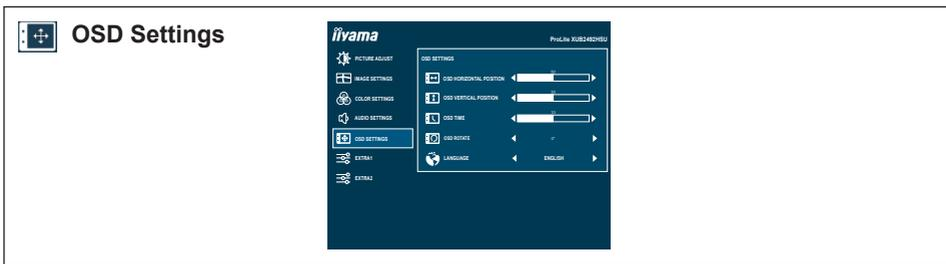 OSD Settings
iiyama
ProLite XUB2492HSU
PICTURE ADJUST
IMAGE SETTINGS
COLOR SETTINGS
AUDIO SETTINGS
OSD SETTINGS
EXTRA1
EXTRA2
OSD SETTINGS
OSD HORIZONTAL POSITION
OSD VERTICAL POSITION
OSD TIME
OSD ROTATE
LANGUAGE
ENGLISH